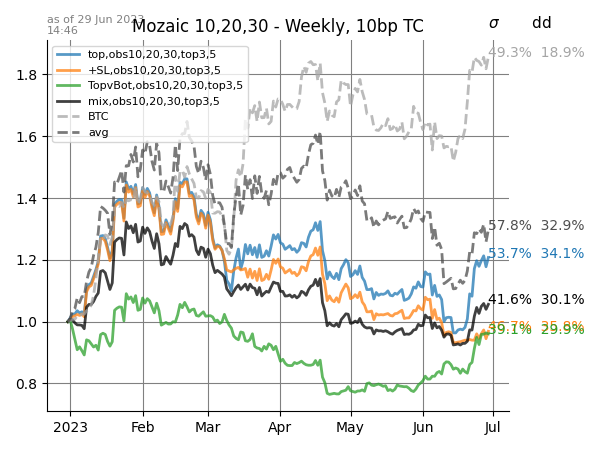 as of 29 Jun 2023
14:46
Mozaic 10,20,30 - Weekly, 10bp TC
σ dd
top,obs10,20,30,top3,5
+SL,obs10,20,30,top3,5
TopvBot,obs10,20,30,top3,5
mix,obs10,20,30,top3,5
BTC
avg
49.3% 18.9%
57.8% 32.9%
53.7% 34.1%
41.6% 30.1%
39.1% 29.9%
1.8
1.6
1.4
1.2
1.0
0.8
2023 Feb Mar Apr May Jun Jul